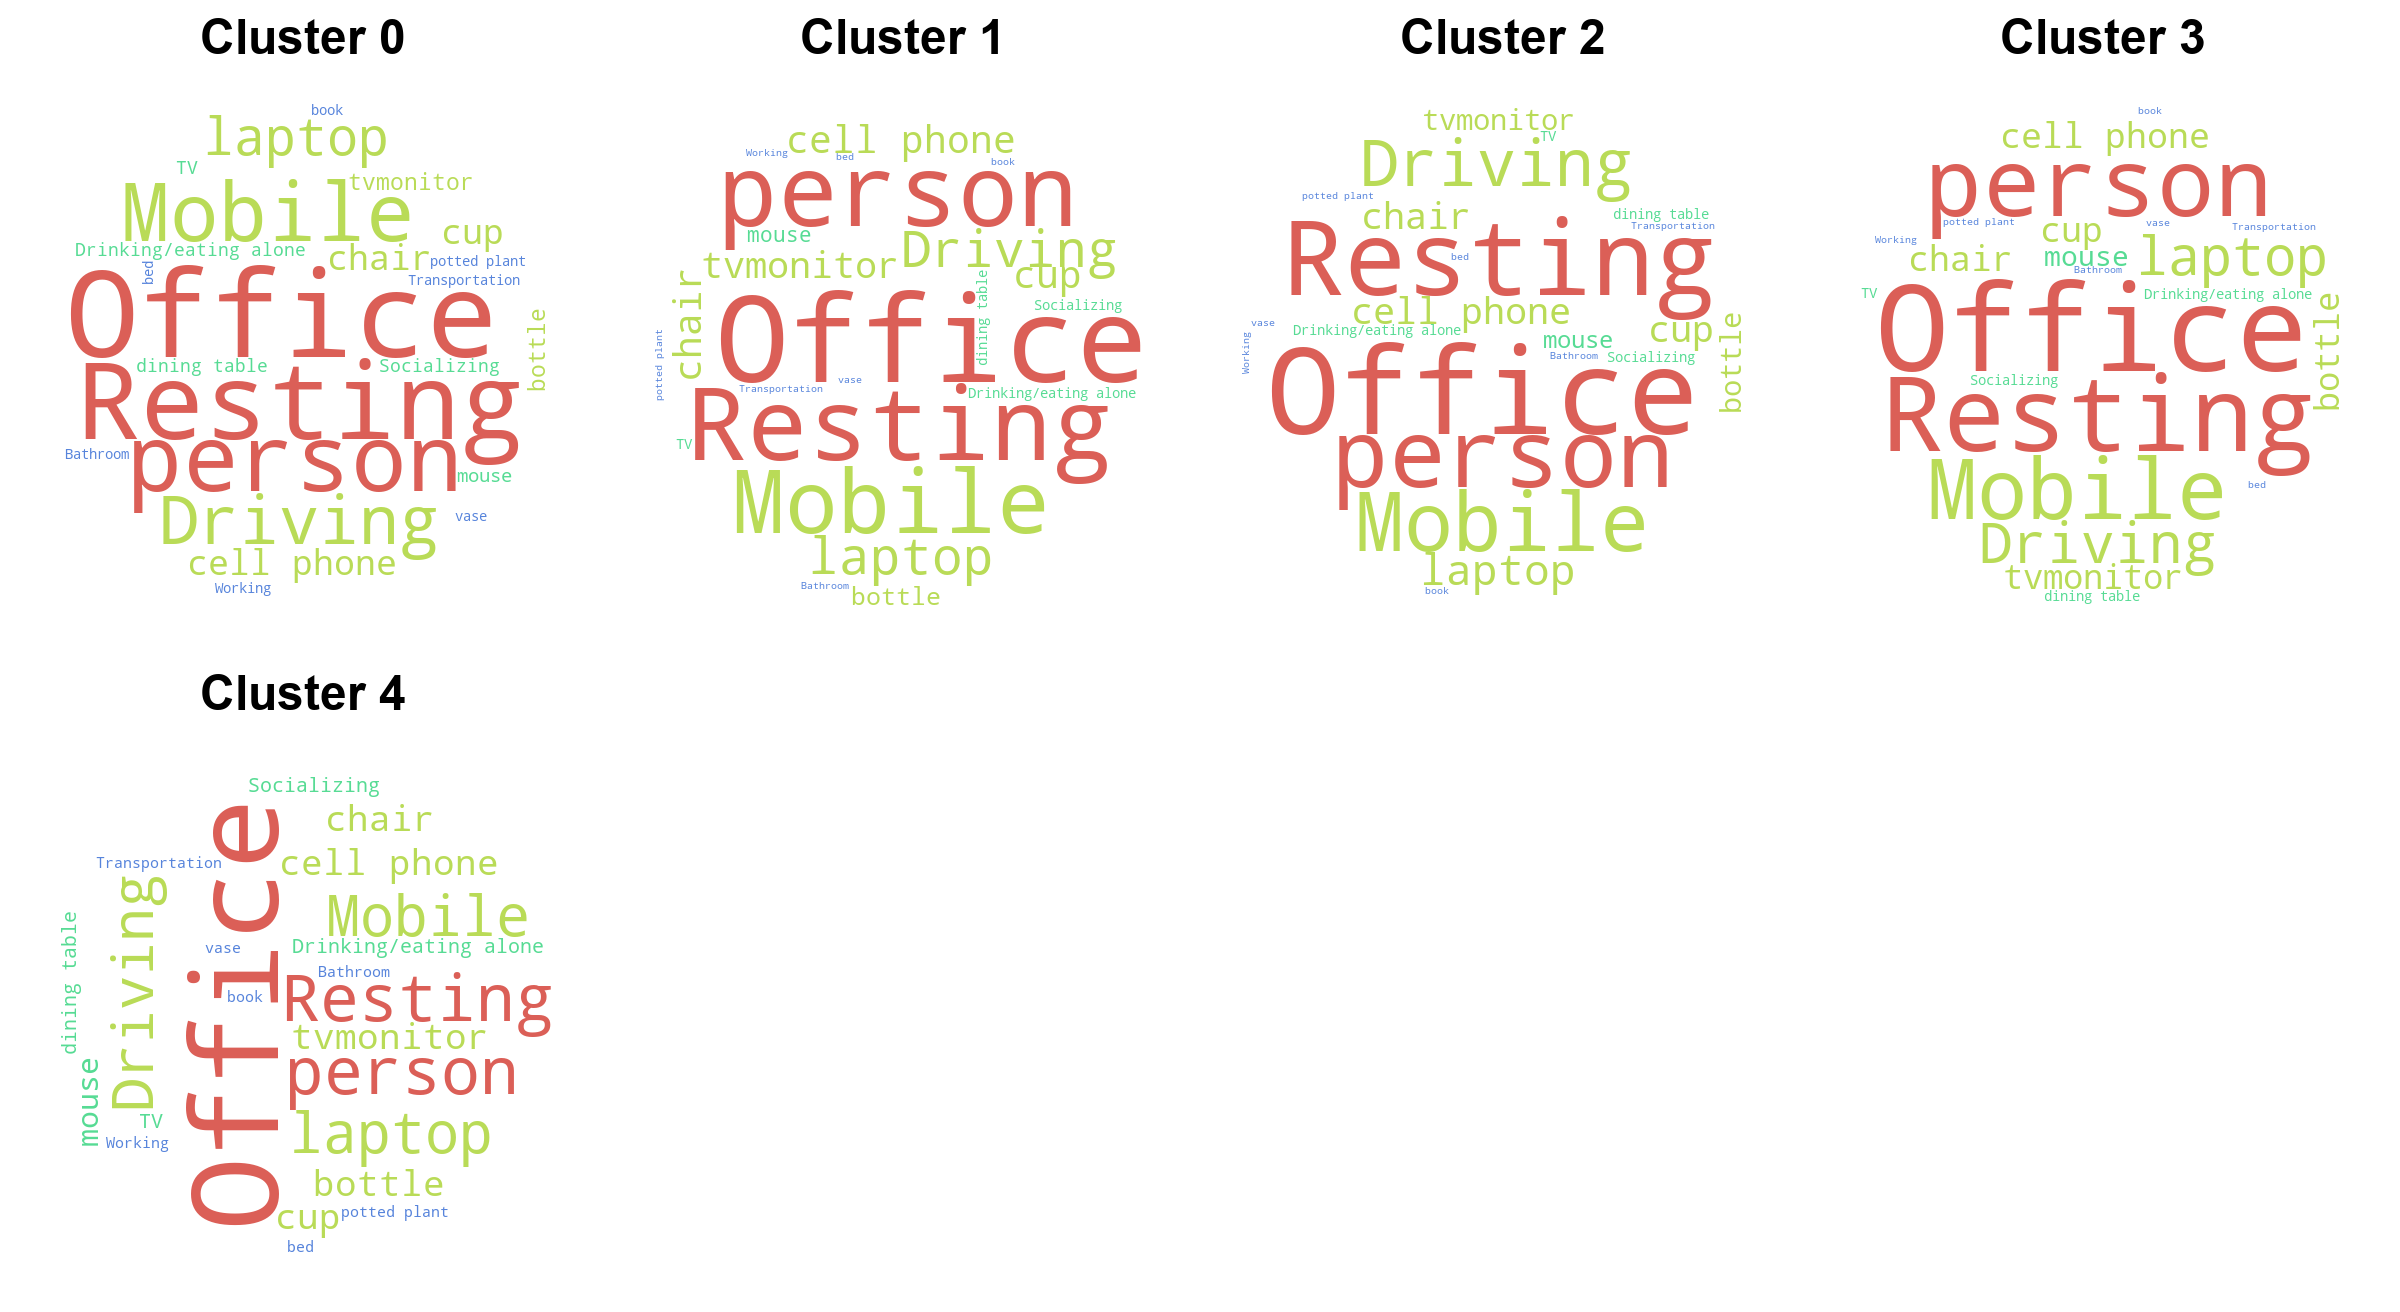 Cluster 0
book
laptop
TV
tvmonitor
Mobile
cup
Drinking/eating alone
chair
potted plant
bed
Transportation
Office
bottle
dining table
Socializing
Resting
Bathroom
person
mouse
Driving
vase
cell phone
Working
Cluster 1
cell phone
Working
bed
book
person
mouse
Driving
tvmonitor
cup
chair
dining table
Socializing
Office
potted plant
vase
Transportation
Drinking/eating alone
Resting
TV
Mobile
laptop
Bathroom
bottle
Cluster 2
tvmonitor
TV
Driving
potted plant
chair
dining table
Transportation
Resting
bed
cell phone
vase
Drinking/eating alone
cup
mouse
Working
Bathroom
Socializing
bottle
Office
person
Mobile
laptop
book
Cluster 3
book
cell phone
person
potted plant
cup
vase
Transportation
Working
chair
mouse
laptop
Bathroom
TV
Drinking/eating alone
Office
bottle
Socializing
Resting
Mobile
bed
Driving
tvmonitor
dining table
Cluster 4
Socializing
chair
Transportation
cell phone
Office
Driving
Mobile
dining table
vase
Drinking/eating alone
Bathroom
book
Resting
tvmonitor
person
mouse
TV
Working
laptop
bottle
cup
potted plant
bed